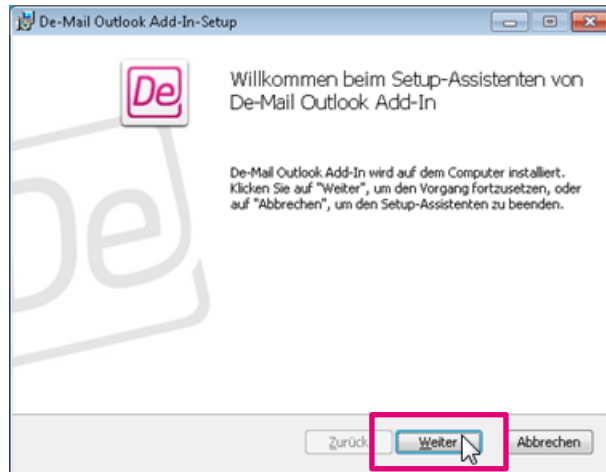 De-Mail Outlook Add-In-Setup
De
Willkommen beim Setup-Assistenten von
De-Mail Outlook Add-In
De-Mail Outlook Add-In wird auf dem Computer installiert.
Klicken Sie auf "Weiter", um den Vorgang fortzusetzen, oder
auf "Abbrechen", um den Setup-Assistenten zu beenden.
De
Zurück Weiter Abbrechen